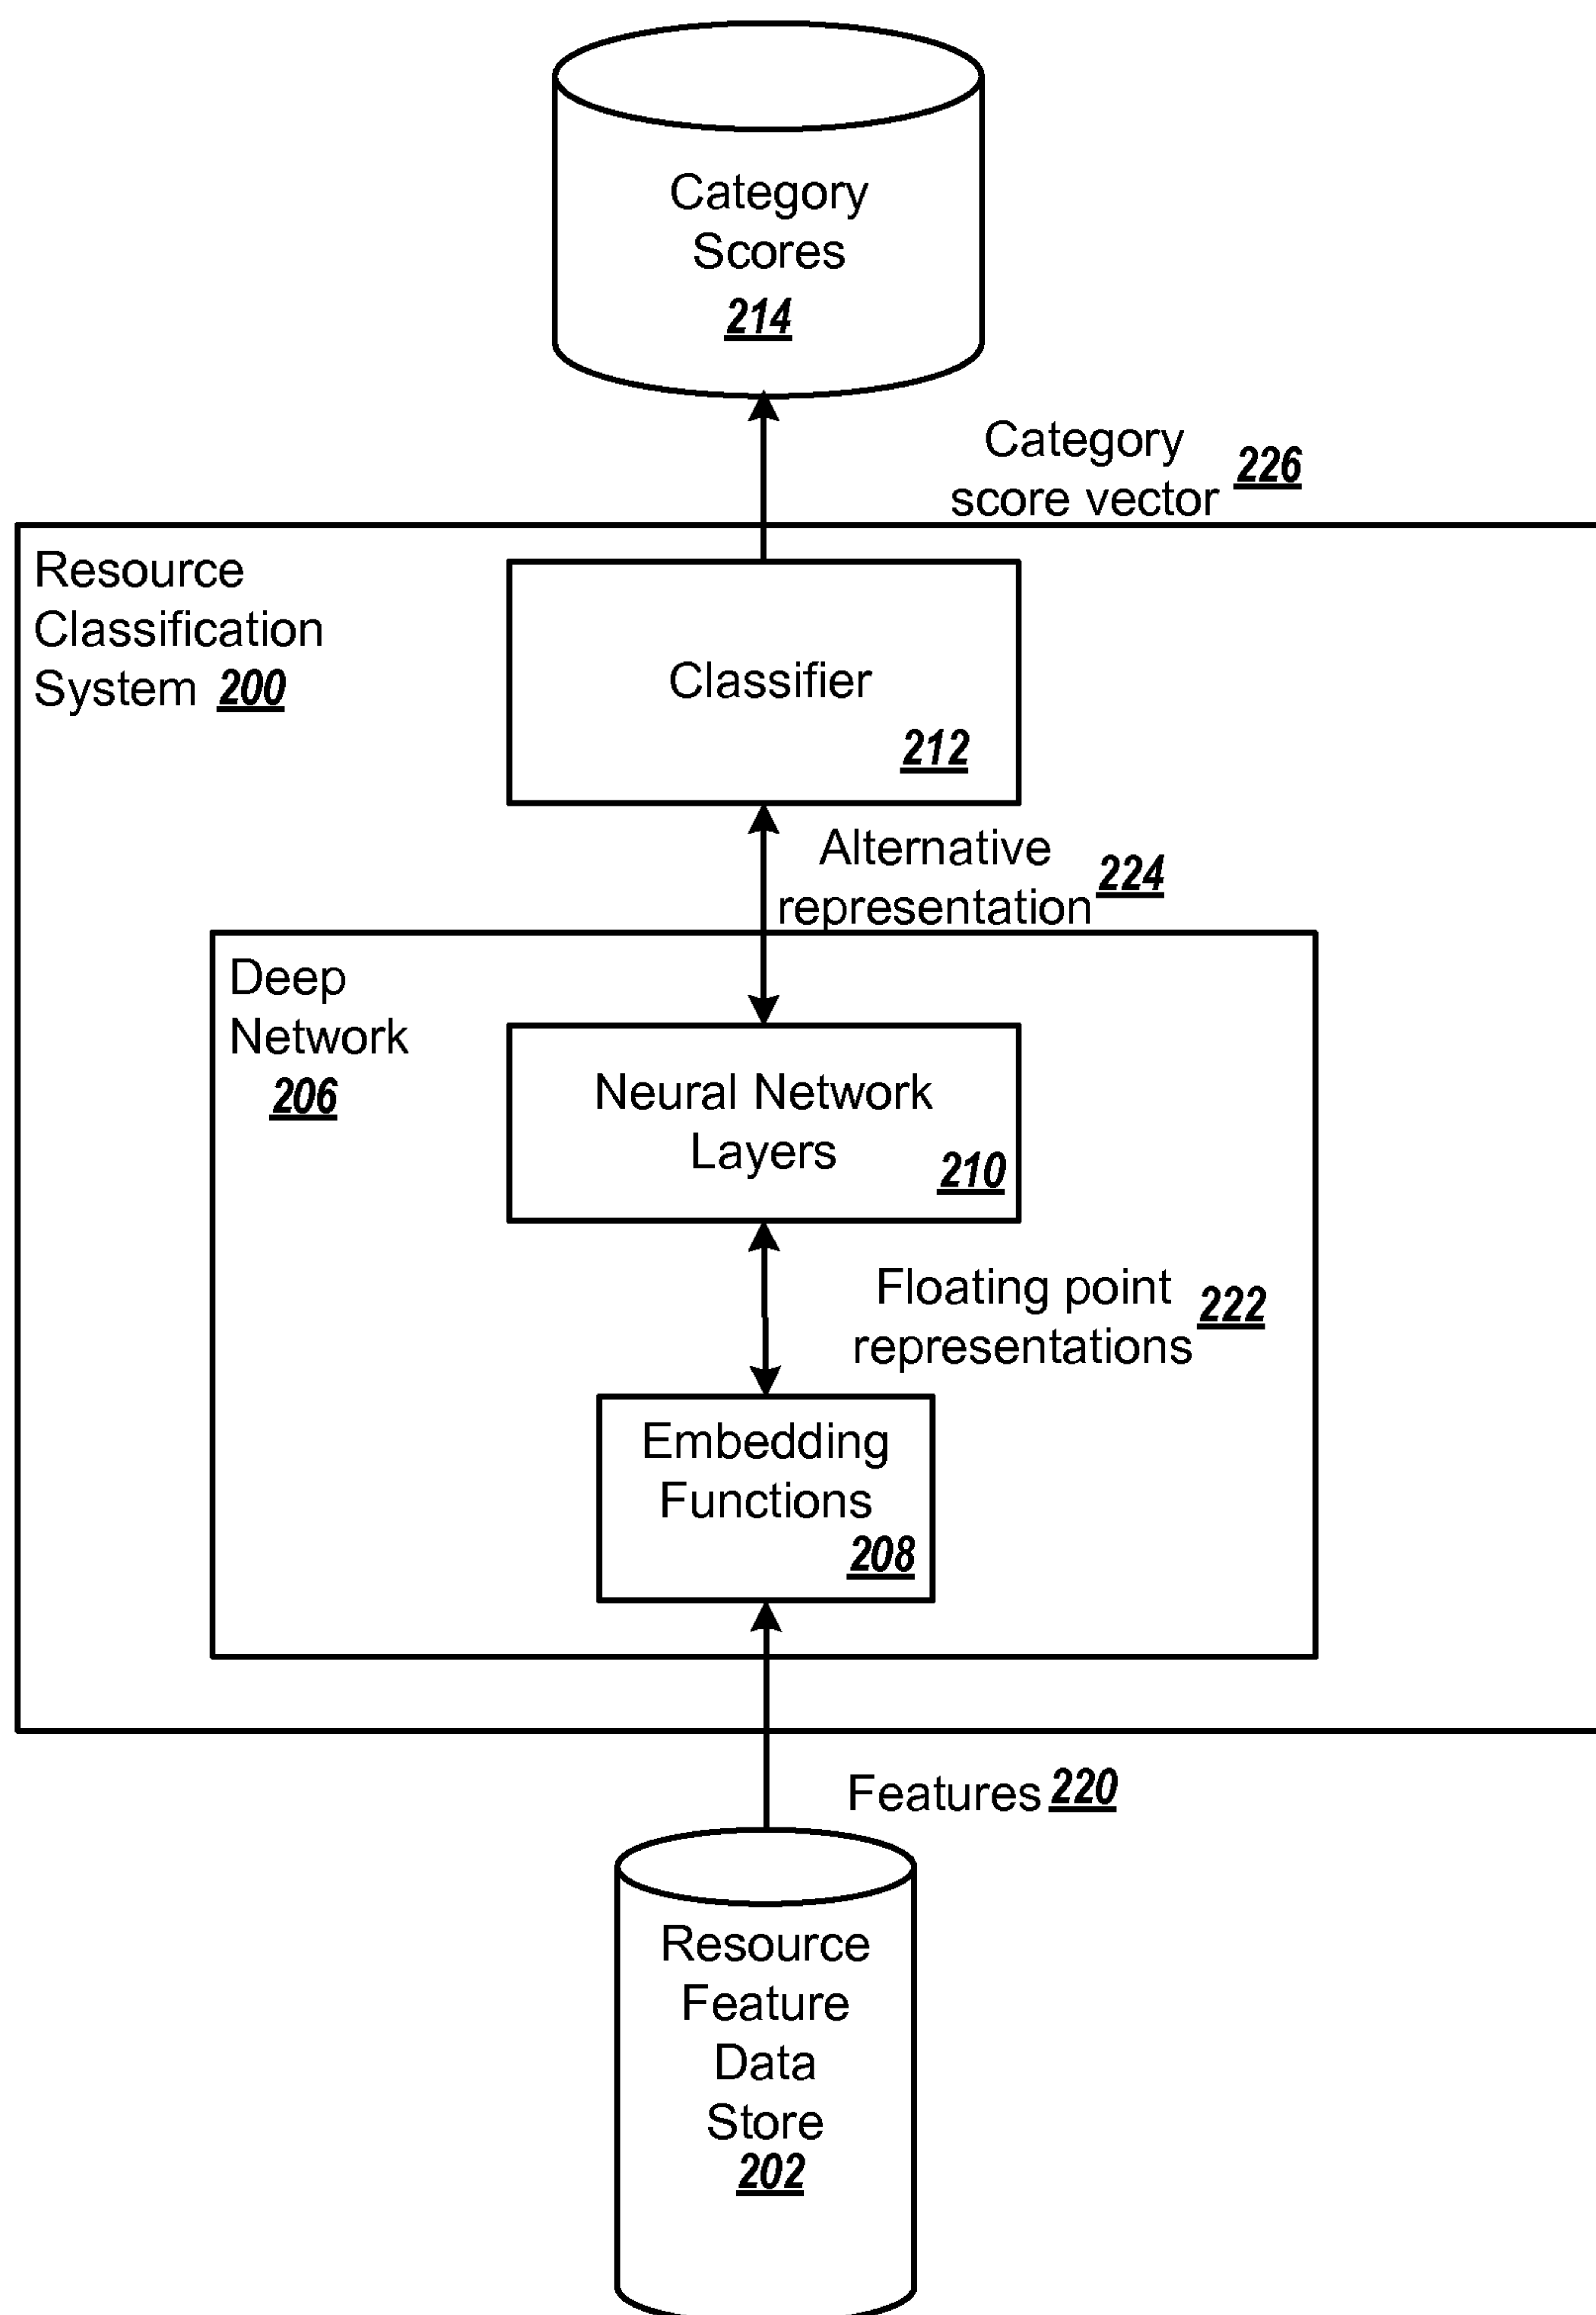 Category
Scores
214
Category
score vector 226
Resource
Classification
System 200
Classifier
212
Alternative
representation 224
Deep
Network
206
Neural Network
Layers
210
Floating point
representations 222
Embedding
Functions
208
Features 220
Resource
Feature
Data
Store
202